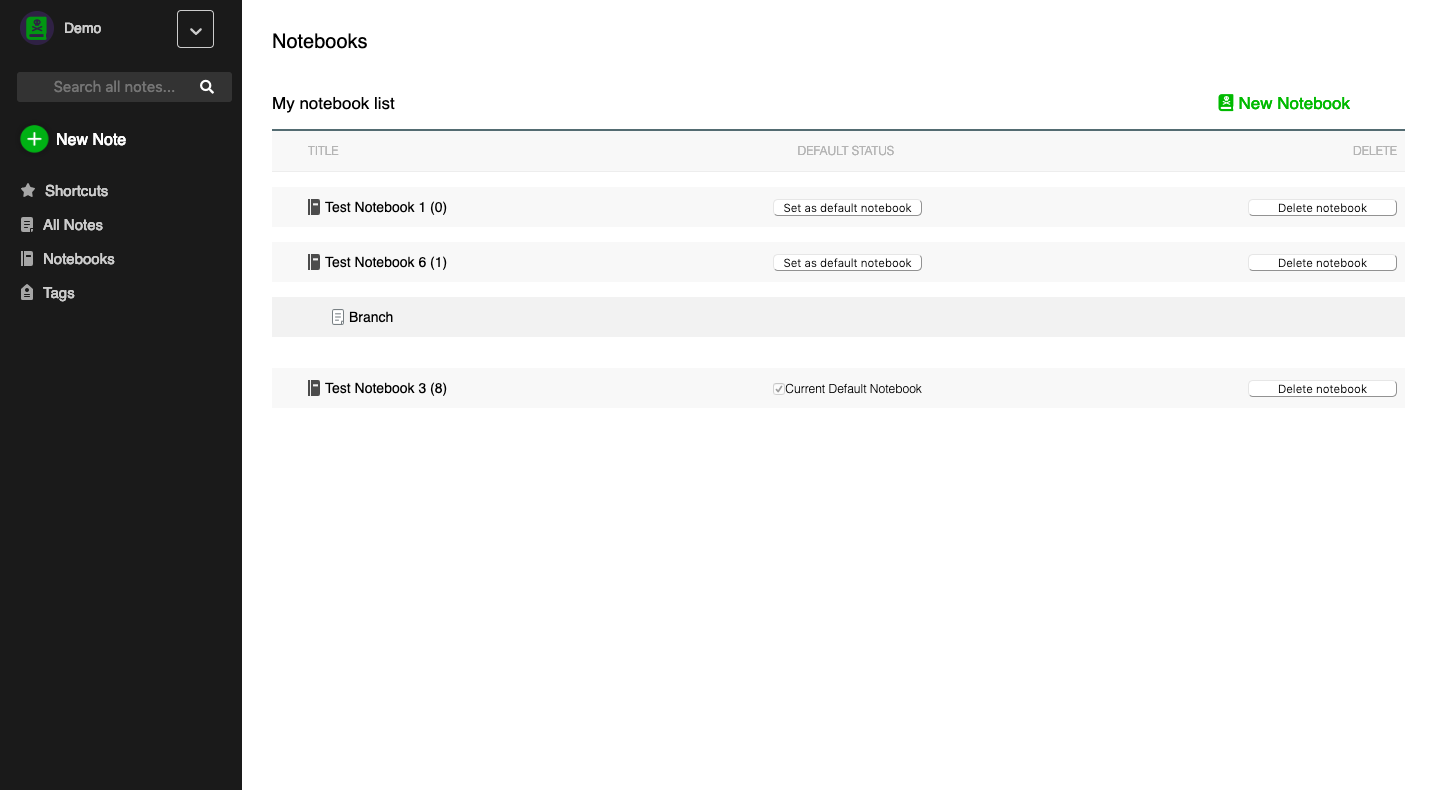 Demo
Search all notes...
New Note
Shortcuts
All Notes
Notebooks
Tags
Notebooks
My notebook list
New Notebook
TITLE DEFAULT STATUS DELETE
Test Notebook 1 (0) Set as default notebook Delete notebook
Test Notebook 6 (1) Set as default notebook Delete notebook
Branch
Test Notebook 3 (8) Current Default Notebook Delete notebook